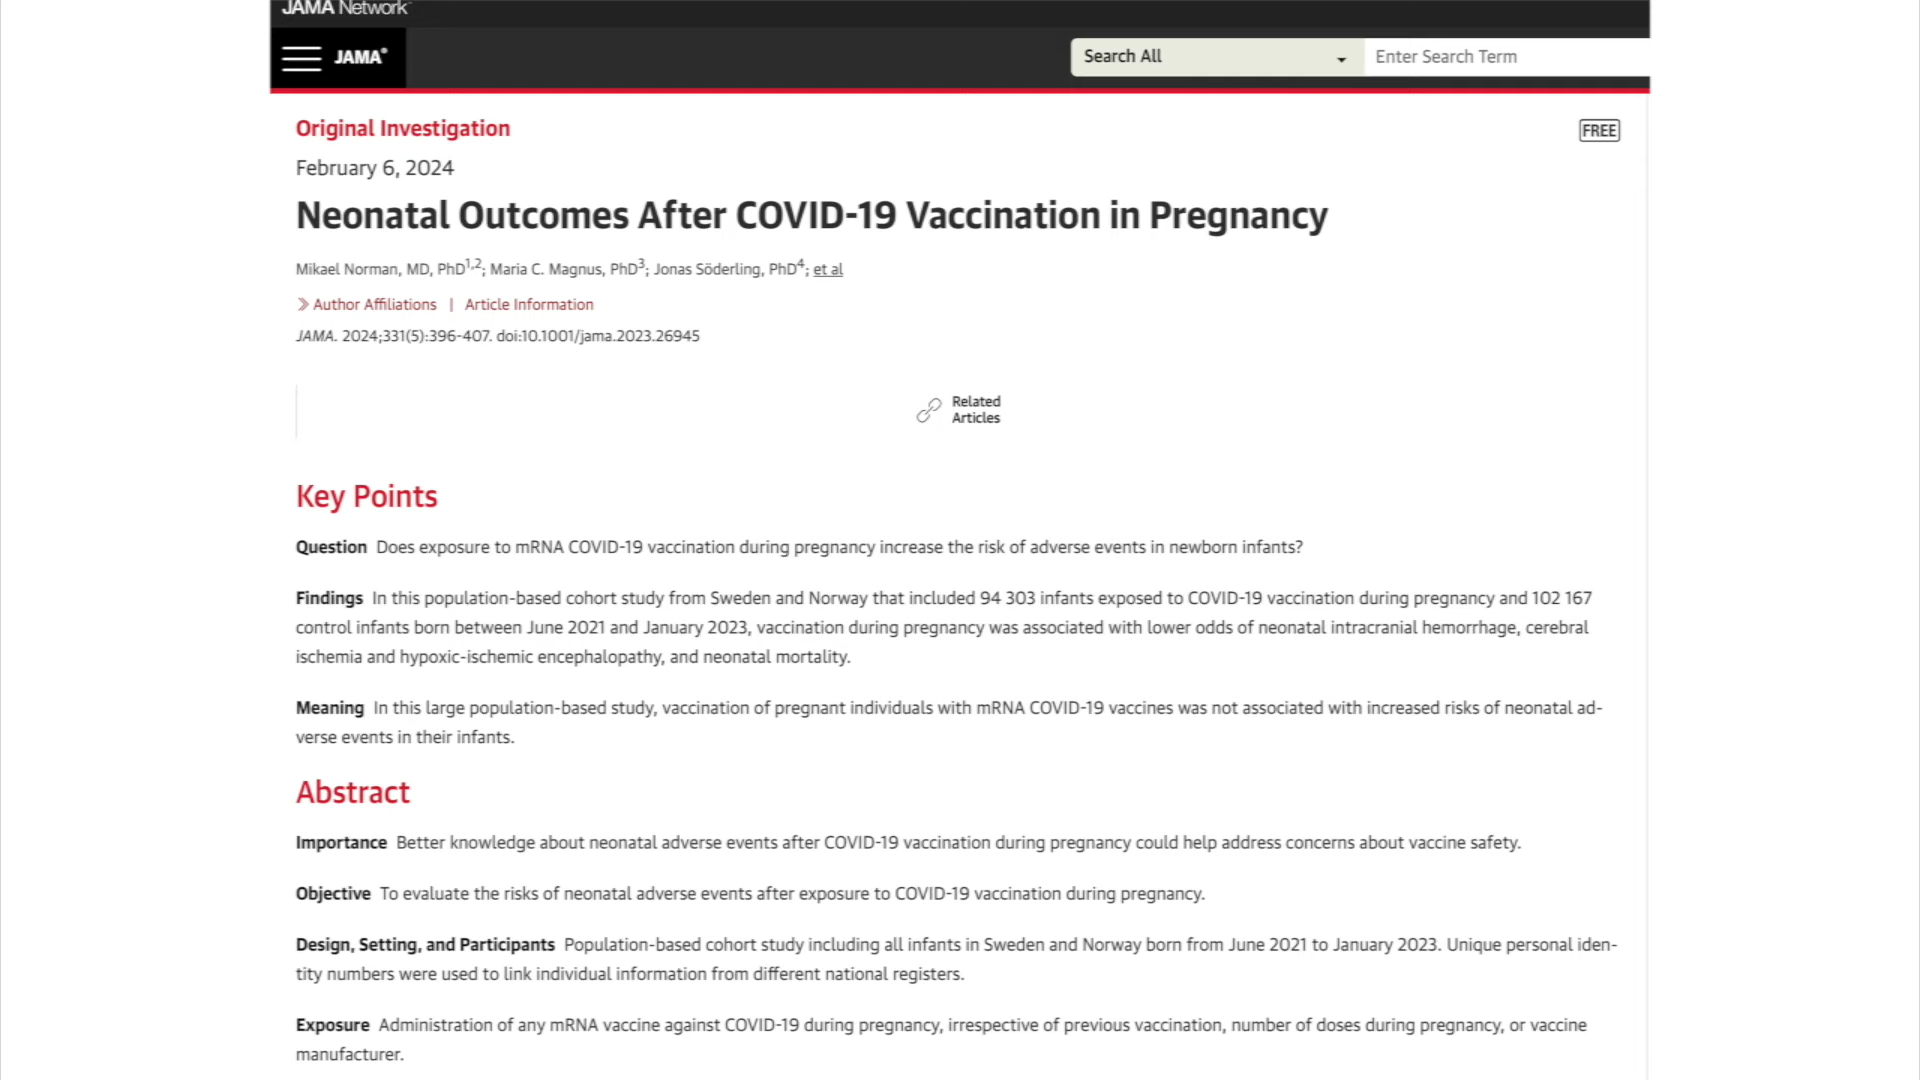 JAMA Network
JAMA®
Search All
Enter Search Term
Original Investigation
FREE
February 6, 2024
Neonatal Outcomes After COVID-19 Vaccination in Pregnancy
Mikael Norman, MD, PhD1,2; Maria C. Magnus, PhD3; Jonas Söderling, PhD4; et al
Author Affiliations | Article Information
JAMA. 2024;331(5):396-407. doi:10.1001/jama.2023.26945
Related
Articles
Key Points
Question Does exposure to mRNA COVID-19 vaccination during pregnancy increase the risk of adverse events in newborn infants?
Findings In this population-based cohort study from Sweden and Norway that included 94 303 infants exposed to COVID-19 vaccination during pregnancy and 102 167
control infants born between June 2021 and January 2023, vaccination during pregnancy was associated with lower odds of neonatal intracranial hemorrhage, cerebral
ischemia and hypoxic-ischemic encephalopathy, and neonatal mortality.
Meaning In this large population-based study, vaccination of pregnant individuals with mRNA COVID-19 vaccines was not associated with increased risks of neonatal ad-
verse events in their infants.
Abstract
Importance Better knowledge about neonatal adverse events after COVID-19 vaccination during pregnancy could help address concerns about vaccine safety.
Objective To evaluate the risks of neonatal adverse events after exposure to COVID-19 vaccination during pregnancy.
Design, Setting, and Participants Population-based cohort study including all infants in Sweden and Norway born from June 2021 to January 2023. Unique personal iden-
tity numbers were used to link individual information from different national registers.
Exposure Administration of any mRNA vaccine against COVID-19 during pregnancy, irrespective of previous vaccination, number of doses during pregnancy, or vaccine
manufacturer.